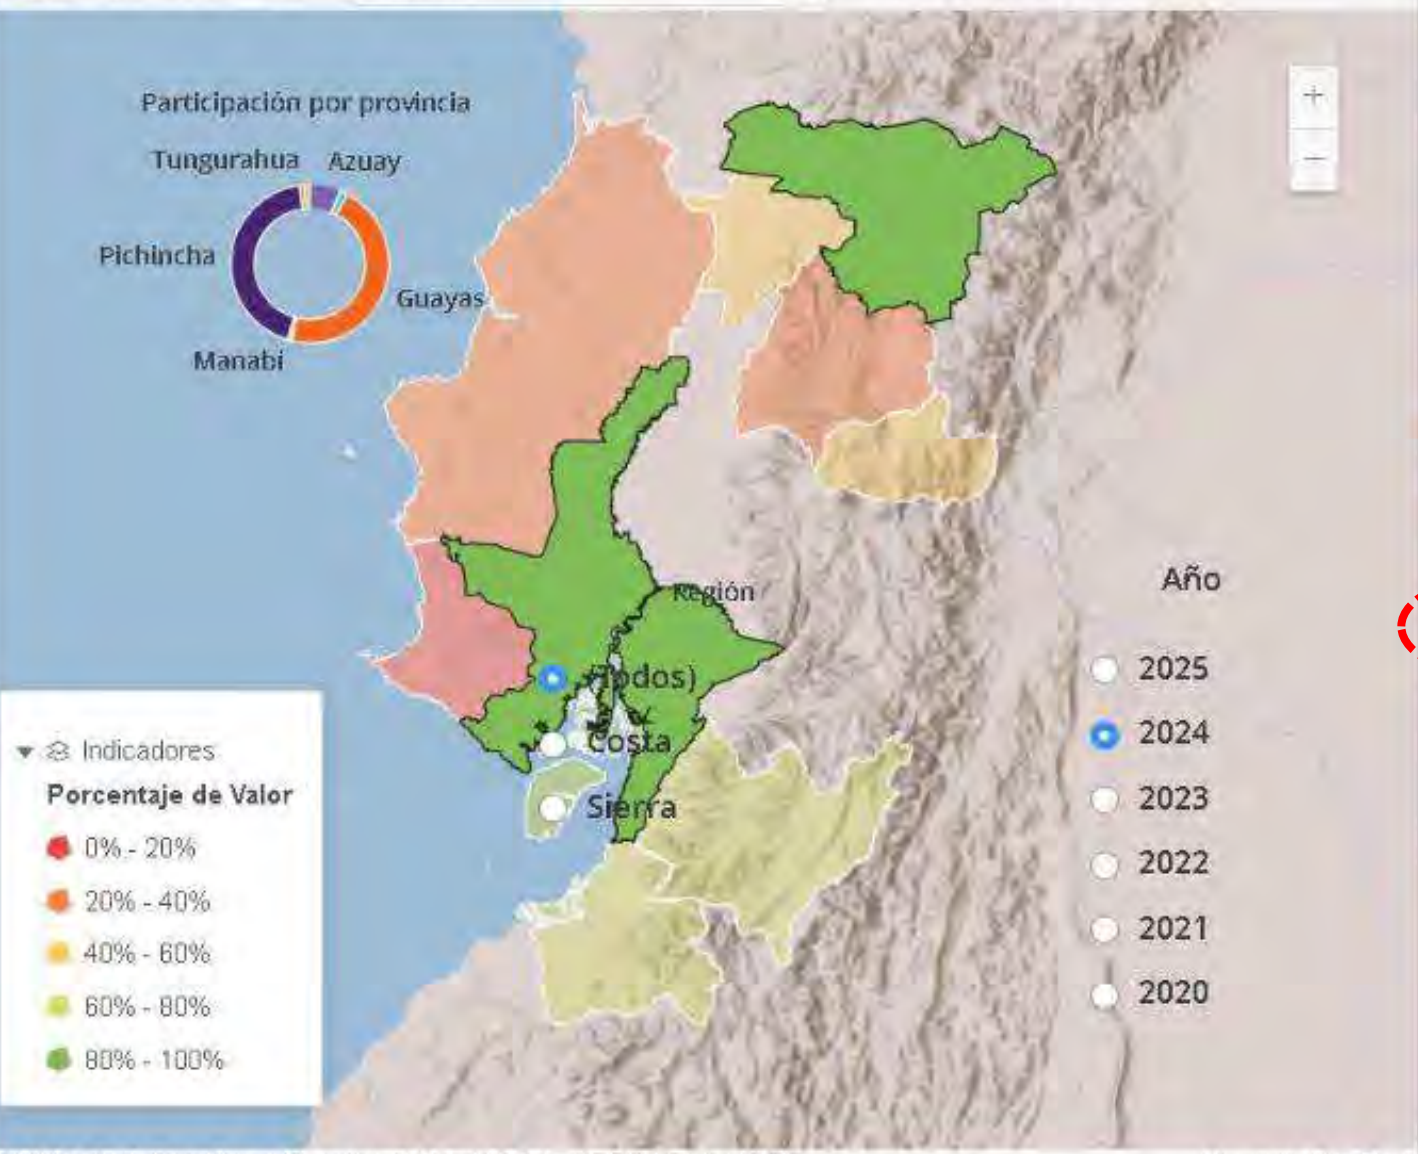 Participación por provincia
Tungurahua Azuay
Pichincha
Guayas
Manabí
+
−
Región
(Todos)
Costa
Sierra
Año
2025
2024
2023
2022
2021
2020
Indicadores
Porcentaje de Valor
0% - 20%
20% - 40%
40% - 60%
60% - 80%
80% - 100%